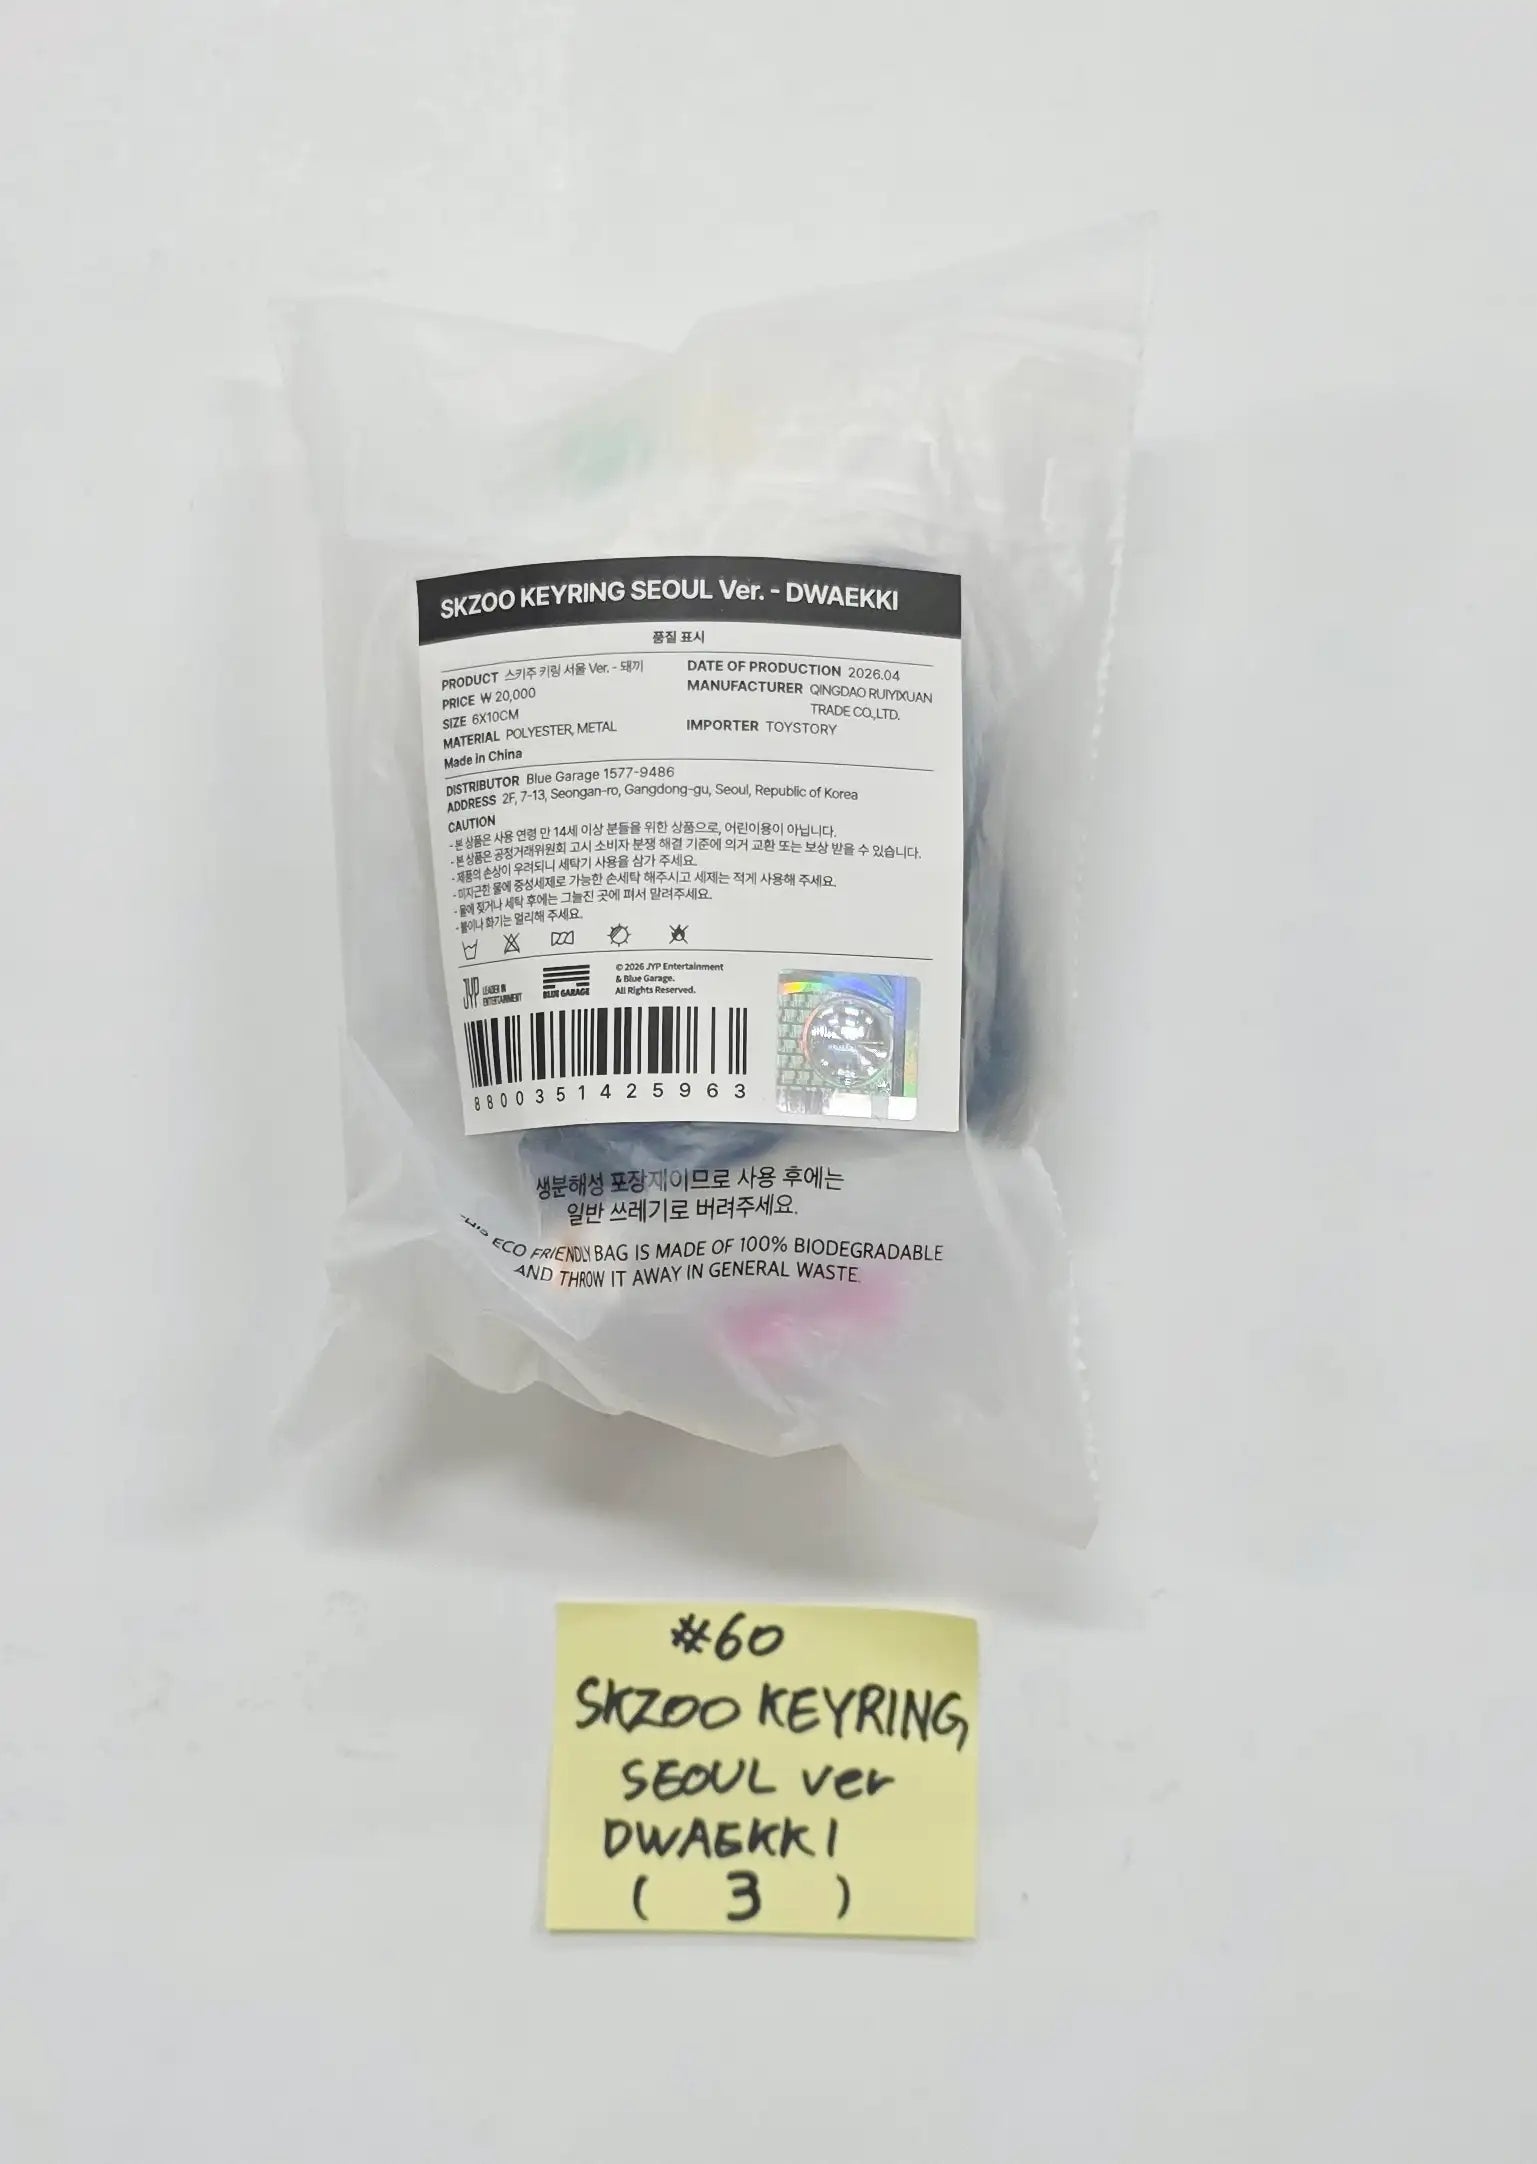 SKZOO KEYRING SEOUL Ver. - DWAEKKI
품질 표시
PRODUCT 스키주 키링 서울 Ver. - 돼끼
PRICE ₩ 20,000
SIZE 6X10CM
MATERIAL POLYESTER, METAL
Made in China
DATE OF PRODUCTION 2026.04
MANUFACTURER QINGDAO RUIYIXUAN
TRADE CO.,LTD.
IMPORTER TOYSTORY
DISTRIBUTOR Blue Garage 1577-9486
ADDRESS 2F, 7-13, Seongan-ro, Gangdong-gu, Seoul, Republic of Korea
CAUTION
- 본 상품은 사용 연령 만 14세 이상 분들을 위한 상품으로, 어린이용이 아닙니다.
- 본 상품은 공정거래위원회 고시 소비자 분쟁 해결 기준에 의거 교환 또는 보상 받을 수 있습니다.
- 제품의 손상이 우려되니 세탁기 사용을 삼가 주세요.
- 미지근한 물에 중성세제로 가능한 손세탁 해주시고 세제는 적게 사용해 주세요.
- 물에 젖거나 세탁 후에는 그늘진 곳에 펴서 말려주세요.
- 불이나 화기는 멀리해 주세요.
JYP LEADER IN
ENTERTAINMENT
BLUE GARAGE
© 2026 JYP Entertainment
& Blue Garage.
All Rights Reserved.
8800351425963
생분해성 포장재이므로 사용 후에는
일반 쓰레기로 버려주세요.
THIS ECO FRIENDLY BAG IS MADE OF 100% BIODEGRADABLE
AND THROW IT AWAY IN GENERAL WASTE.
#60
SKZOO KEYRING
SEOUL ver
DWAEKKI
( 3 )